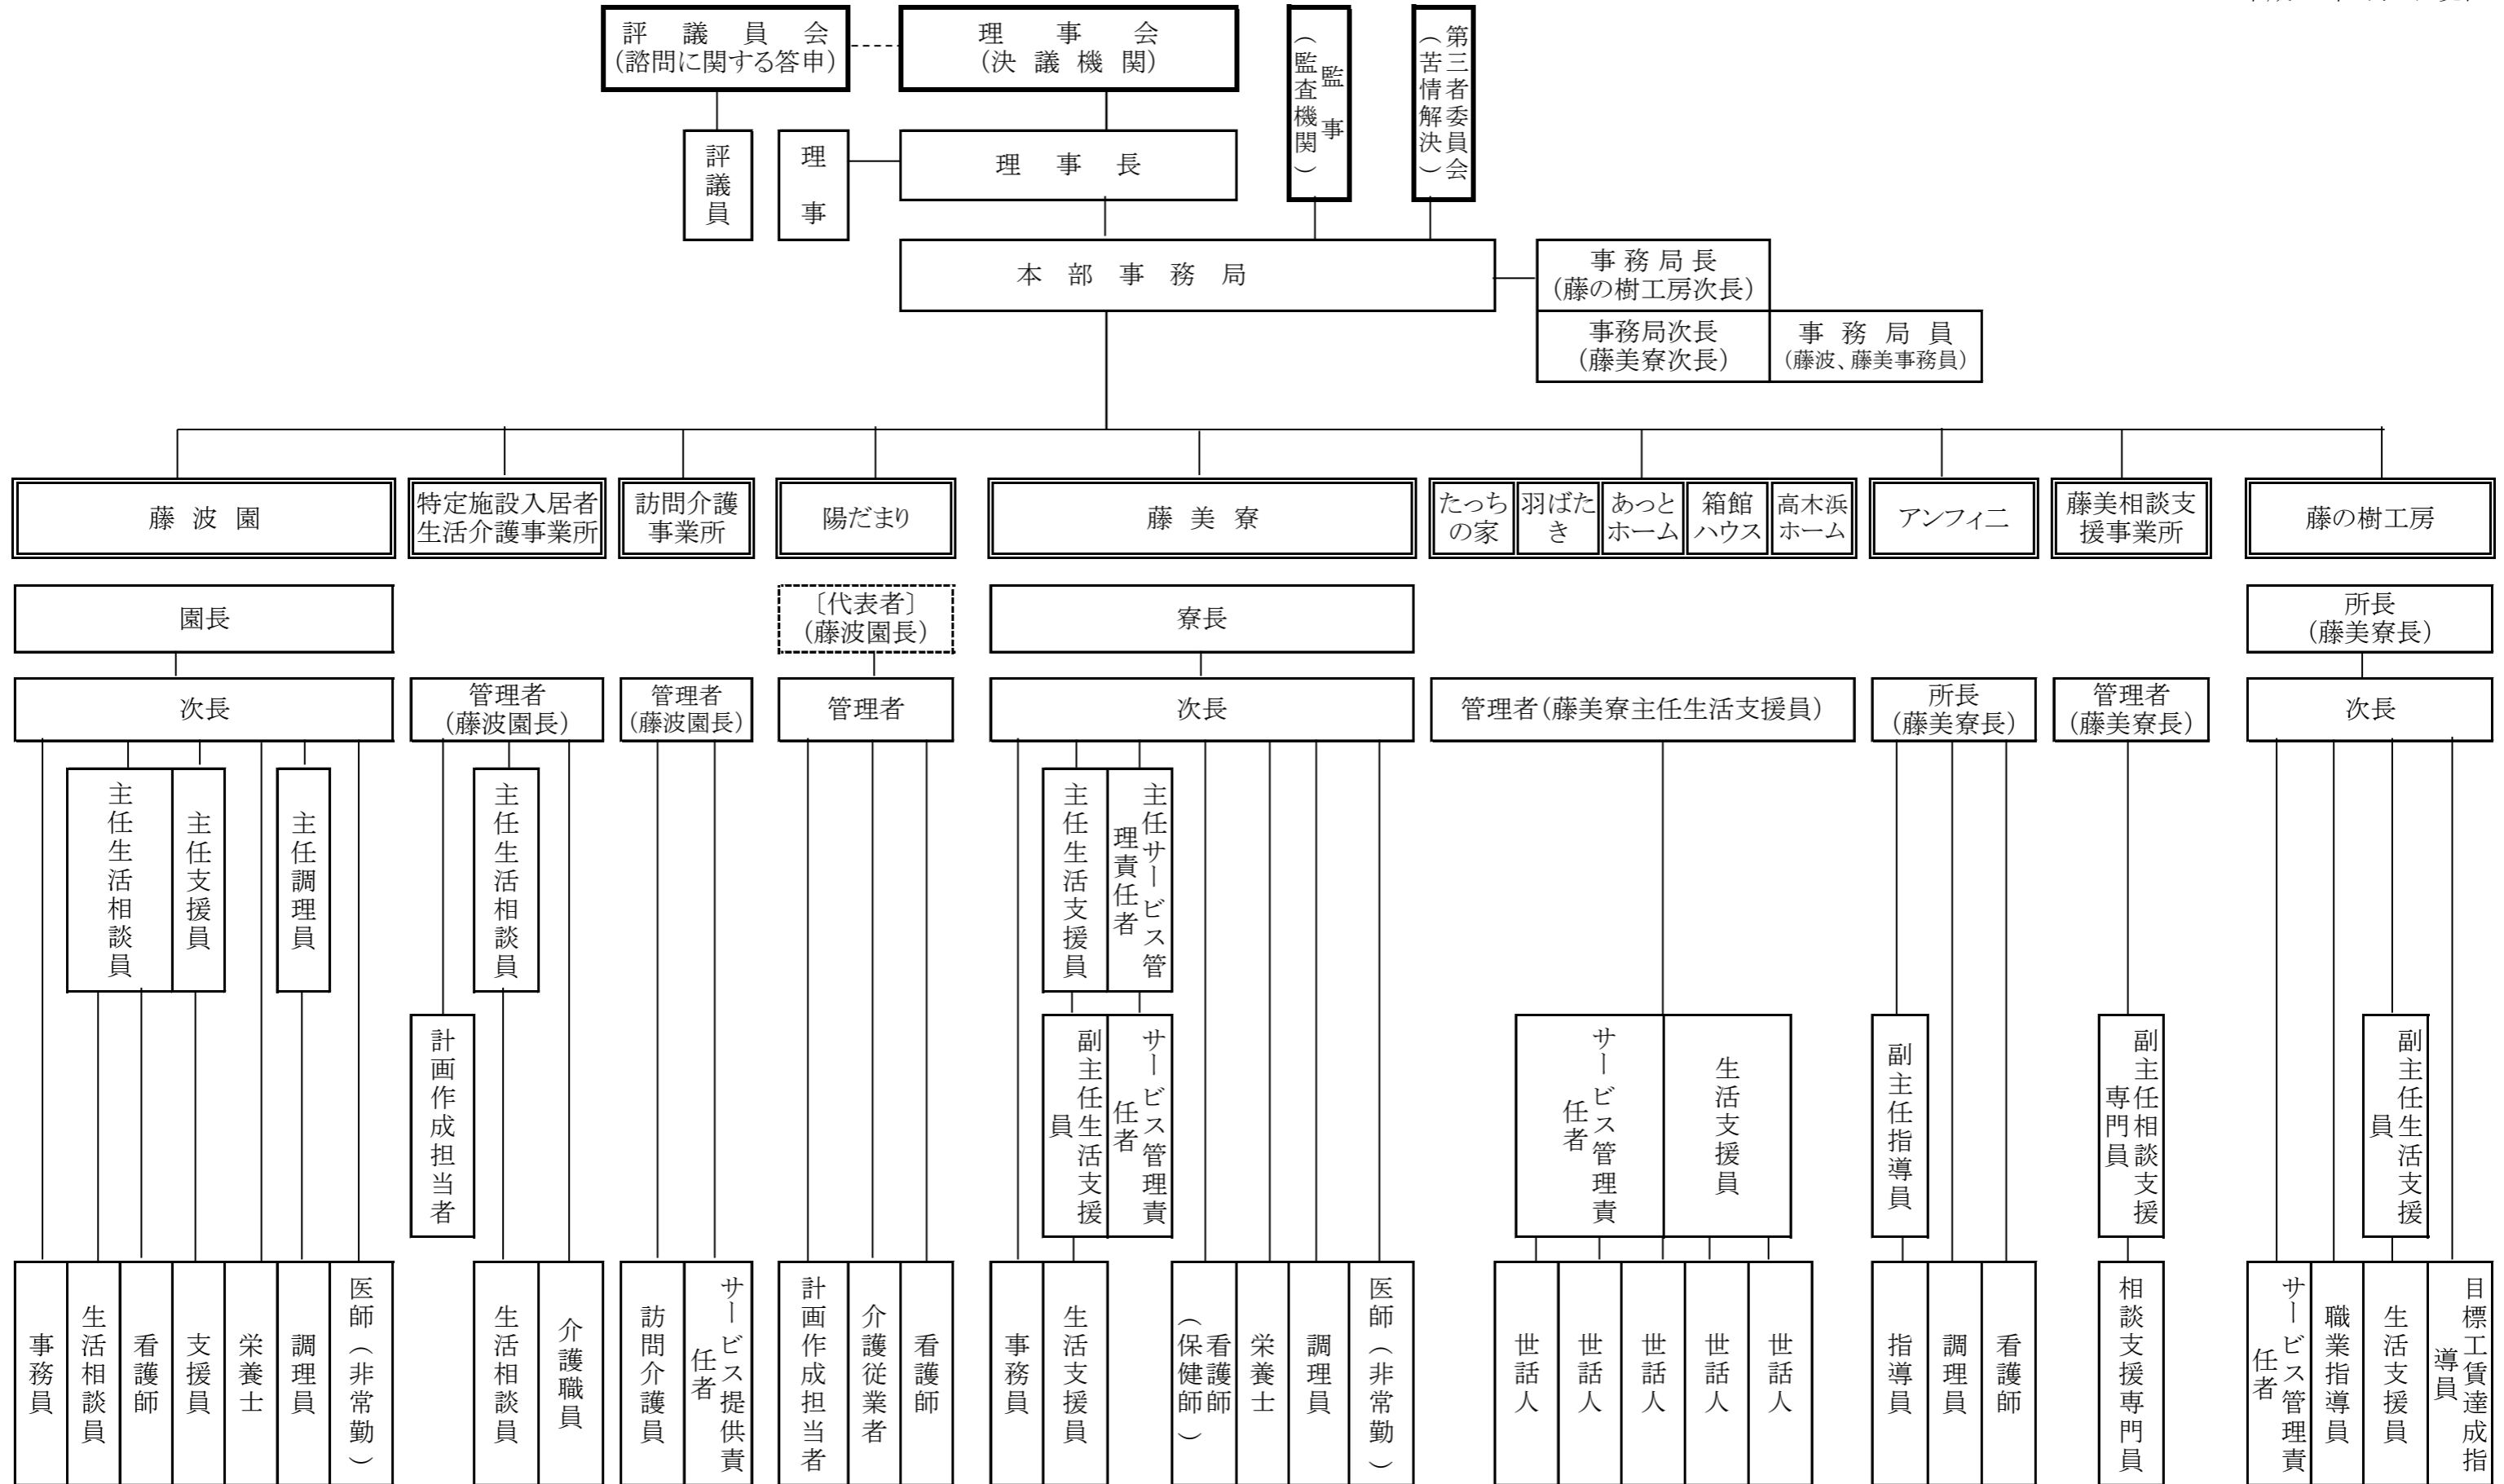 評議員会
（諮問に関する答申）
理事会
（決議機関）
監事
（監査機関）
第三者委員会
（苦情解決）
評議員
理事
理事長
本部事務局
事務局長
（藤の樹工房次長）
事務局次長
（藤美寮次長）
事務局員
（藤波、藤美事務員）
藤波園
特定施設入居者
生活介護事業所
訪問介護
事業所
陽だまり
藤美寮
たっち
の家
羽ばた
き
あっと
ホーム
箱館
ハウス
高木浜
ホーム
アンフィニ
藤美相談支
援事業所
藤の樹工房
園長
〔代表者〕
（藤波園長）
寮長
所長
（藤美寮長）
次長
管理者
（藤波園長）
管理者
（藤波園長）
管理者
次長
管理者（藤美寮主任生活支援員）
所長
（藤美寮長）
管理者
（藤美寮長）
次長
主任生活相談員
主任支援員
主任調理員
主任生活相談員
主任生活支援員
主任サービス管
理責任者
計画作成担当者
副主任生活支援
員
サービス管理責
任者
サービス管理責
任者
生活支援員
副主任指導員
副主任相談支援
専門員
副主任生活支援
員
事務員
生活相談員
看護師
支援員
栄養士
調理員
医師（非常勤）
生活相談員
介護職員
訪問介護員
サービス提供責
任者
計画作成担当者
介護従業者
看護師
事務員
生活支援員
看護師
（保健師）
栄養士
調理員
医師（非常勤）
世話人
世話人
世話人
世話人
世話人
指導員
調理員
看護師
相談支援専門員
サービス管理責
任者
職業指導員
生活支援員
目標工賃達成指
導員